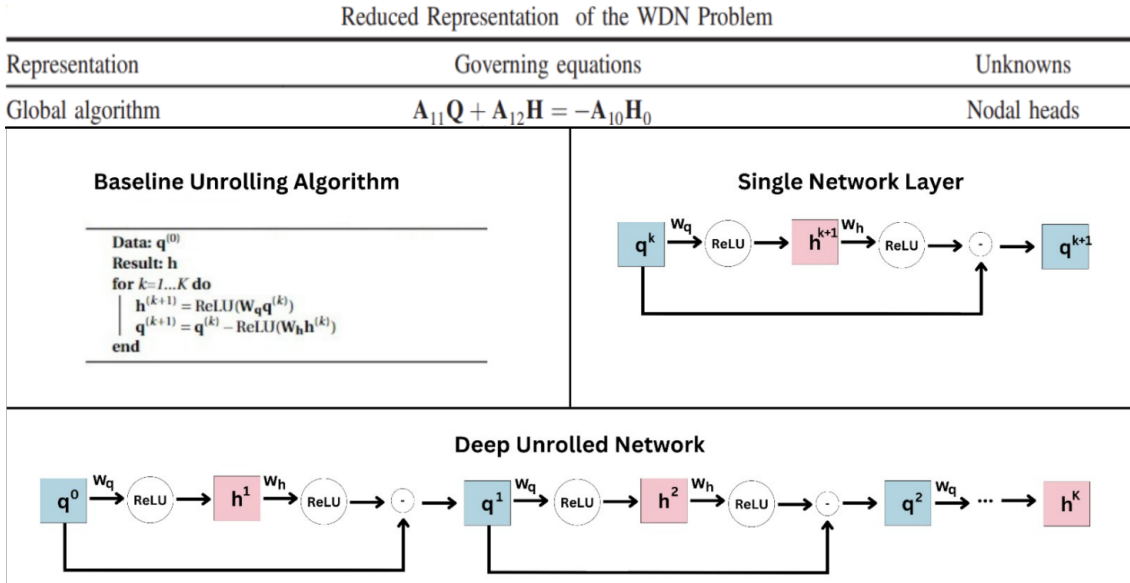 Reduced Representation of the WDN Problem
Representation Governing equations Unknowns
Global algorithm A₁₁Q + A₁₂H = −A₁₀H₀ Nodal heads
Baseline Unrolling Algorithm
Data: q⁽⁰⁾
Result: h
for k=1...K do
h⁽ᵏ⁺¹⁾ = ReLU(W_q q⁽ᵏ⁾)
q⁽ᵏ⁺¹⁾ = q⁽ᵏ⁾ − ReLU(W_h h⁽ᵏ⁾)
end
Single Network Layer
qᵏ W_q ReLU hᵏ⁺¹ W_h ReLU - qᵏ⁺¹
Deep Unrolled Network
q⁰ W_q ReLU h¹ W_h ReLU - q¹ W_q ReLU h² W_h ReLU - q² W_q ... hᴷ